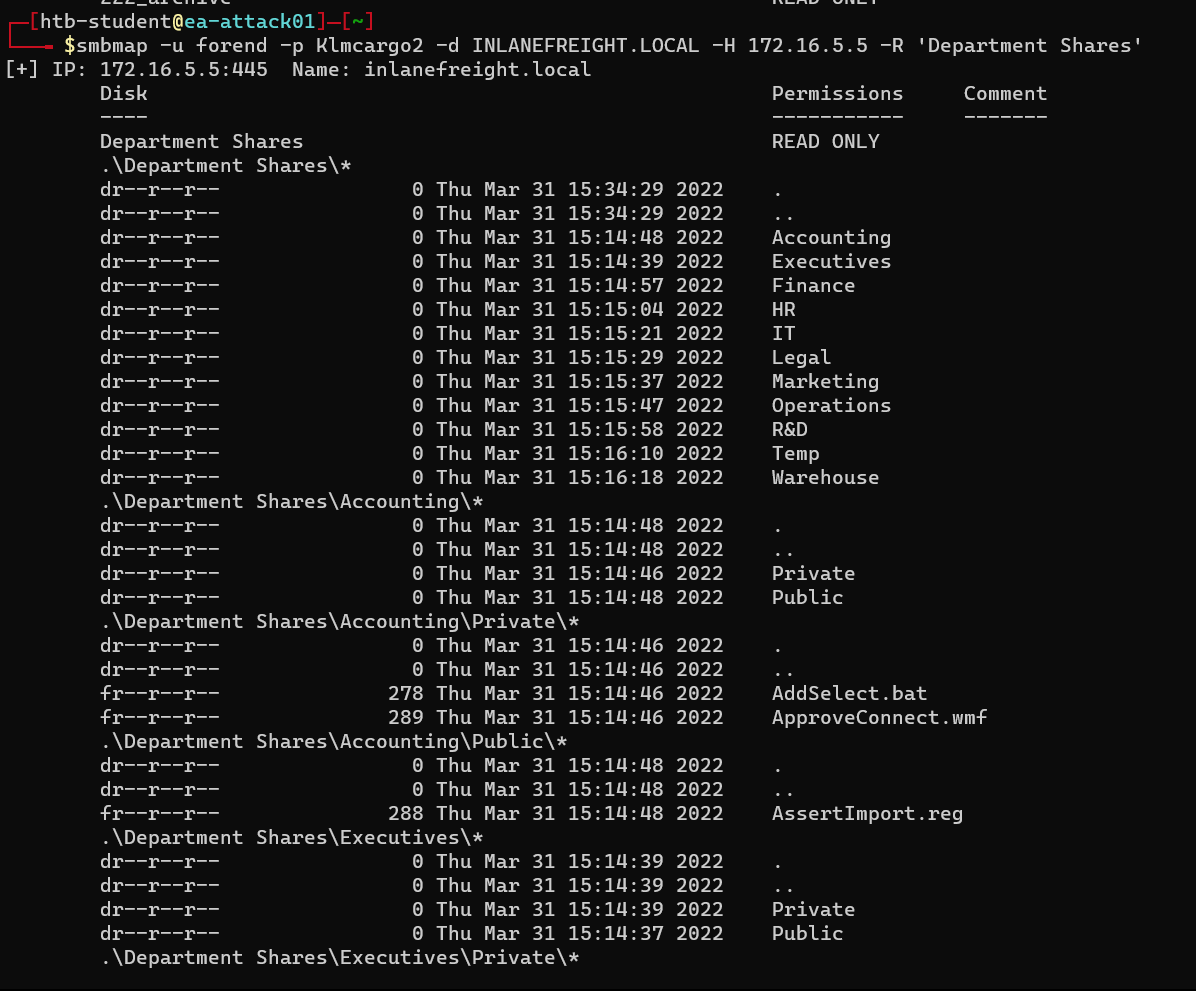 222_archive READ ONLY
┌─[htb-student@ea-attack01]─[~]
└──╼ $smbmap -u forend -p Klmcargo2 -d INLANEFREIGHT.LOCAL -H 172.16.5.5 -R 'Department Shares'
[+] IP: 172.16.5.5:445 Name: inlanefreight.local
Disk Permissions Comment
---- ----------- -------
Department Shares READ ONLY
.\Department Shares\*
dr--r--r-- 0 Thu Mar 31 15:34:29 2022 .
dr--r--r-- 0 Thu Mar 31 15:34:29 2022 ..
dr--r--r-- 0 Thu Mar 31 15:14:48 2022 Accounting
dr--r--r-- 0 Thu Mar 31 15:14:39 2022 Executives
dr--r--r-- 0 Thu Mar 31 15:14:57 2022 Finance
dr--r--r-- 0 Thu Mar 31 15:15:04 2022 HR
dr--r--r-- 0 Thu Mar 31 15:15:21 2022 IT
dr--r--r-- 0 Thu Mar 31 15:15:29 2022 Legal
dr--r--r-- 0 Thu Mar 31 15:15:37 2022 Marketing
dr--r--r-- 0 Thu Mar 31 15:15:47 2022 Operations
dr--r--r-- 0 Thu Mar 31 15:15:58 2022 R&D
dr--r--r-- 0 Thu Mar 31 15:16:10 2022 Temp
dr--r--r-- 0 Thu Mar 31 15:16:18 2022 Warehouse
.\Department Shares\Accounting\*
dr--r--r-- 0 Thu Mar 31 15:14:48 2022 .
dr--r--r-- 0 Thu Mar 31 15:14:48 2022 ..
dr--r--r-- 0 Thu Mar 31 15:14:46 2022 Private
dr--r--r-- 0 Thu Mar 31 15:14:48 2022 Public
.\Department Shares\Accounting\Private\*
dr--r--r-- 0 Thu Mar 31 15:14:46 2022 .
dr--r--r-- 0 Thu Mar 31 15:14:46 2022 ..
fr--r--r-- 278 Thu Mar 31 15:14:46 2022 AddSelect.bat
fr--r--r-- 289 Thu Mar 31 15:14:46 2022 ApproveConnect.wmf
.\Department Shares\Accounting\Public\*
dr--r--r-- 0 Thu Mar 31 15:14:48 2022 .
dr--r--r-- 0 Thu Mar 31 15:14:48 2022 ..
fr--r--r-- 288 Thu Mar 31 15:14:48 2022 AssertImport.reg
.\Department Shares\Executives\*
dr--r--r-- 0 Thu Mar 31 15:14:39 2022 .
dr--r--r-- 0 Thu Mar 31 15:14:39 2022 ..
dr--r--r-- 0 Thu Mar 31 15:14:39 2022 Private
dr--r--r-- 0 Thu Mar 31 15:14:37 2022 Public
.\Department Shares\Executives\Private\*